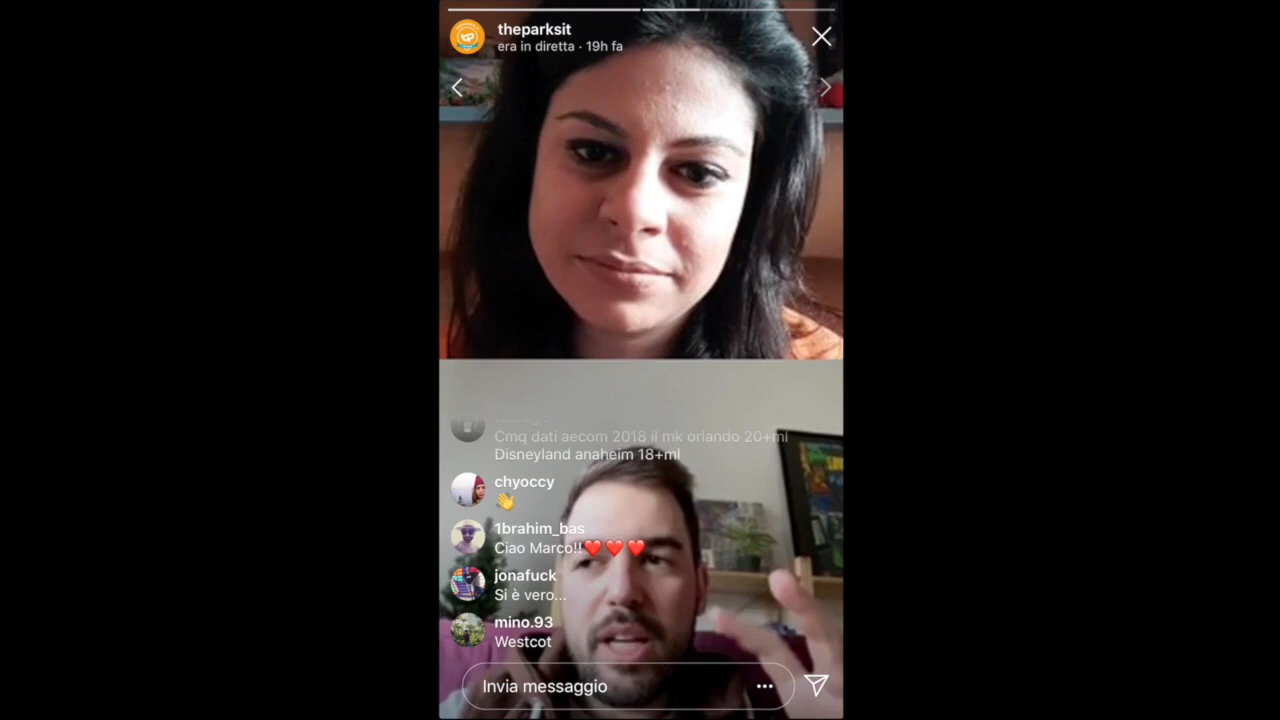 theparksit
era in diretta · 19h fa
Cmq dati aecom 2018 il mk orlando 20+ml
Disneyland anaheim 18+ml
chyoccy
👋
1brahim_bas
Ciao Marco!!❤️❤️❤️
jonafuck
Si è vero...
mino.93
Westcot
Invia messaggio